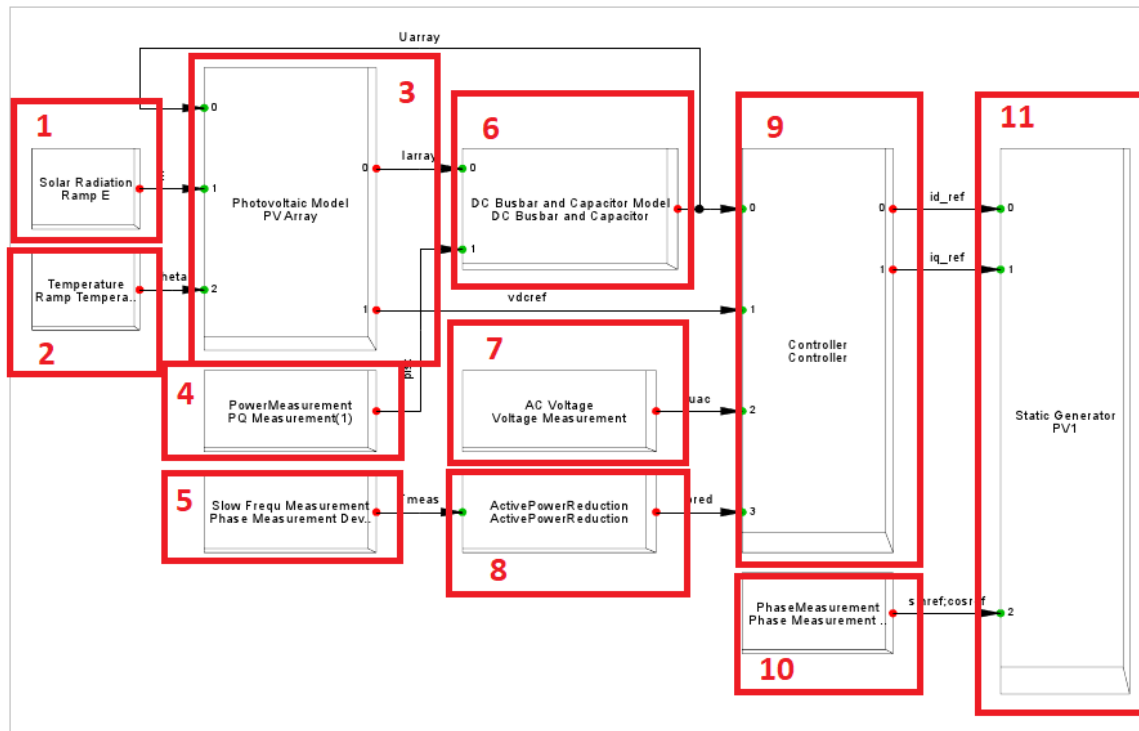 Uarray
1
Solar Radiation
Ramp E
2
Temperature
Ramp Tempera..
3
0
1
2
Photovoltaic Model
PV Array
0
1
Iarray
vdcref
4
PowerMeasurement
PQ Measurement(1)
5
Slow Frequ Measurement
Phase Measurement Dev..
6
0
1
DC Busbar and Capacitor Model
DC Busbar and Capacitor
7
AC Voltage
Voltage Measurement
uac
8
ActivePowerReduction
ActivePowerReduction
9
0
1
2
3
Controller
Controller
0
1
id_ref
iq_ref
10
PhaseMeasurement
Phase Measurement ..
11
0
1
2
Static Generator
PV1